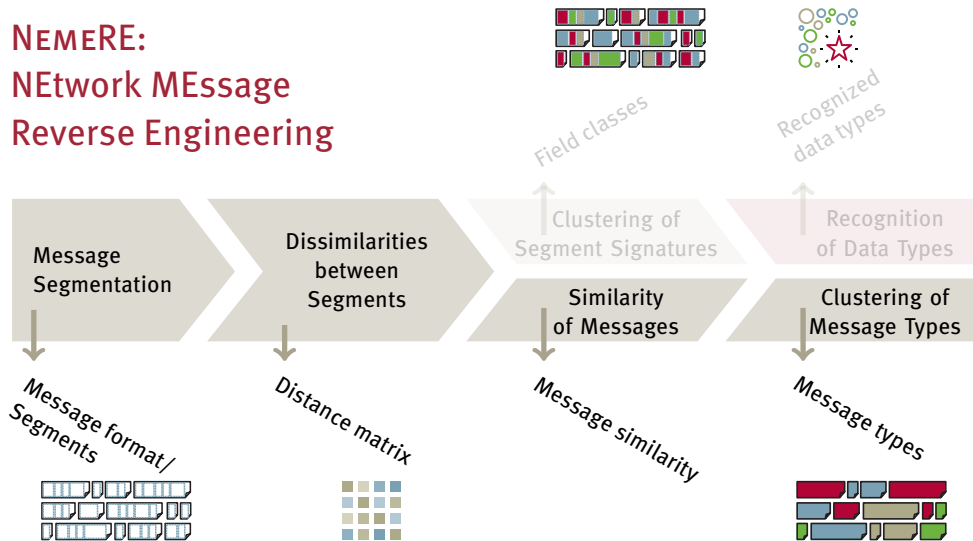 NEMERE:
NEtwork MEssage
Reverse Engineering
Field classes
Recognized
data types
Message
Segmentation
Dissimilarities
between
Segments
Clustering of
Segment Signatures
Recognition
of Data Types
Similarity
of Messages
Clustering of
Message Types
Message format/
Segments
Distance matrix
Message similarity
Message types